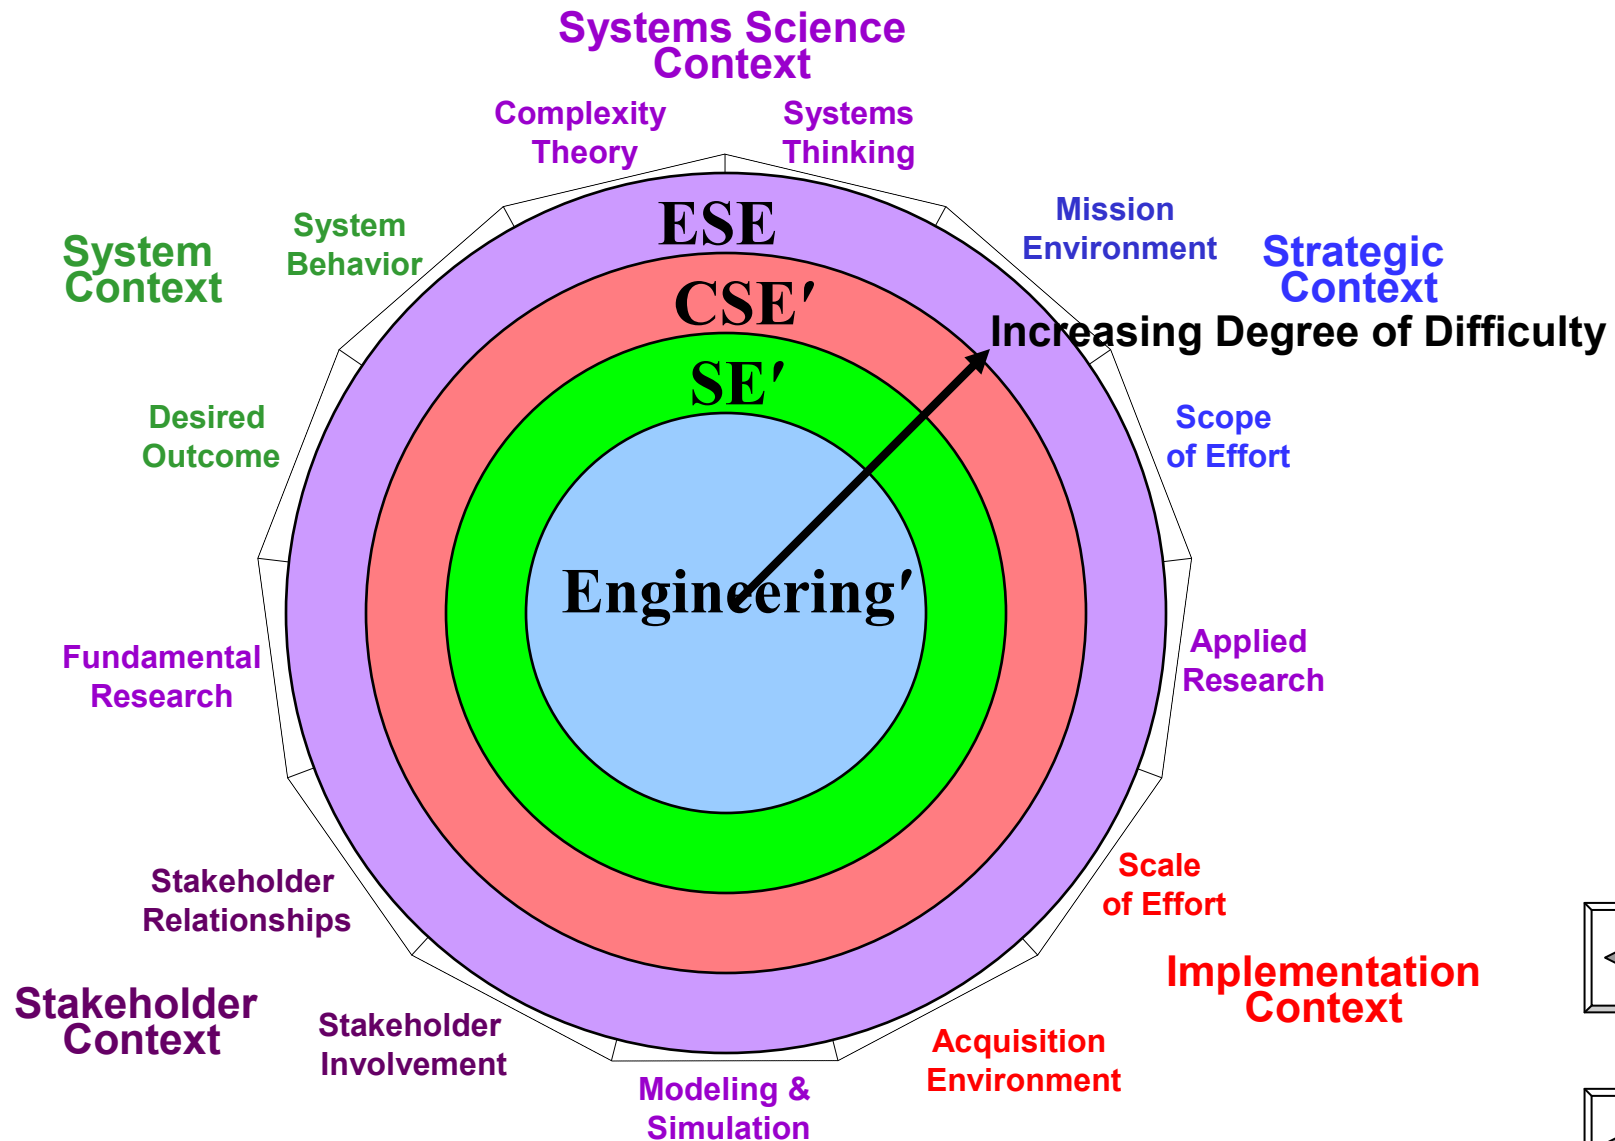 Systems Science
Context
Complexity
Theory
Systems
Thinking
System
Context
System
Behavior
Mission
Environment
Strategic
Context
ESE
CSE′
SE′
Increasing Degree of Difficulty
Desired
Outcome
Scope
of Effort
Engineering′
Fundamental
Research
Applied
Research
Stakeholder
Relationships
Scale
of Effort
Implementation
Context
Stakeholder
Context
Stakeholder
Involvement
Acquisition
Environment
Modeling &
Simulation